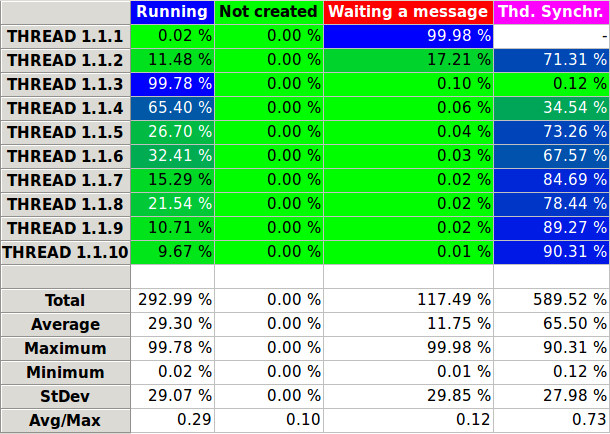 Running Not created Waiting a message Thd. Synchr.
THREAD 1.1.1 0.02 % 0.00 % 99.98 % -
THREAD 1.1.2 11.48 % 0.00 % 17.21 % 71.31 %
THREAD 1.1.3 99.78 % 0.00 % 0.10 % 0.12 %
THREAD 1.1.4 65.40 % 0.00 % 0.06 % 34.54 %
THREAD 1.1.5 26.70 % 0.00 % 0.04 % 73.26 %
THREAD 1.1.6 32.41 % 0.00 % 0.03 % 67.57 %
THREAD 1.1.7 15.29 % 0.00 % 0.02 % 84.69 %
THREAD 1.1.8 21.54 % 0.00 % 0.02 % 78.44 %
THREAD 1.1.9 10.71 % 0.00 % 0.02 % 89.27 %
THREAD 1.1.10 9.67 % 0.00 % 0.01 % 90.31 %
Total 292.99 % 0.00 % 117.49 % 589.52 %
Average 29.30 % 0.00 % 11.75 % 65.50 %
Maximum 99.78 % 0.00 % 99.98 % 90.31 %
Minimum 0.02 % 0.00 % 0.01 % 0.12 %
StDev 29.07 % 0.00 % 29.85 % 27.98 %
Avg/Max 0.29 0.10 0.12 0.73